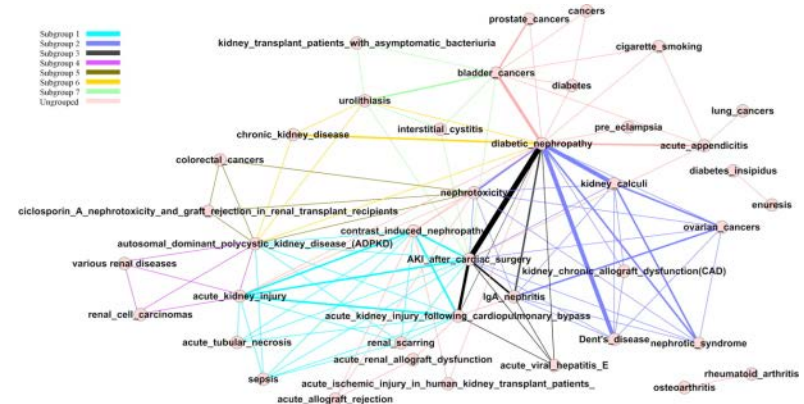 cancers
prostate_cancers
Subgroup 1
Subgroup 2
Subgroup 3
Subgroup 4
Subgroup 5
Subgroup 6
Subgroup 7
Ungrouped
kidney_transplant_patients_with_asymptomatic_bacteriuria
cigarette_smoking
bladder_cancers
diabetes
urolithiasis
lung_cancers
interstitial_cystitis
pre_eclampsia
chronic_kidney_disease
diabetic_nephropathy
acute_appendicitis
colorectal_cancers
diabetes_insipidus
nephrotoxicity
kidney_calculi
enuresis
ciclosporin_A_nephrotoxicity_and_graft_rejection_in_renal_transplant_recipients
contrast_induced_nephropathy
ovarian_cancers
autosomal_dominant_polycystic_kidney_disease_(ADPKD)
AKI_after_cardiac_surgery
various renal diseases
kidney_chronic_allograft_dysfunction(CAD)
acute_kidney_injury
IgA_nephritis
renal_cell_carcinomas
acute_kidney_injury_following_cardiopulmonary_bypass
acute_tubular_necrosis
renal_scarring
Dent's_disease
nephrotic_syndrome
acute_renal_allograft_dysfunction
acute_viral_hepatitis_E
sepsis
acute_ischemic_injury_in_human_kidney_transplant_patients_
rheumatoid_arthritis
osteoarthritis
acute_allograft_rejection